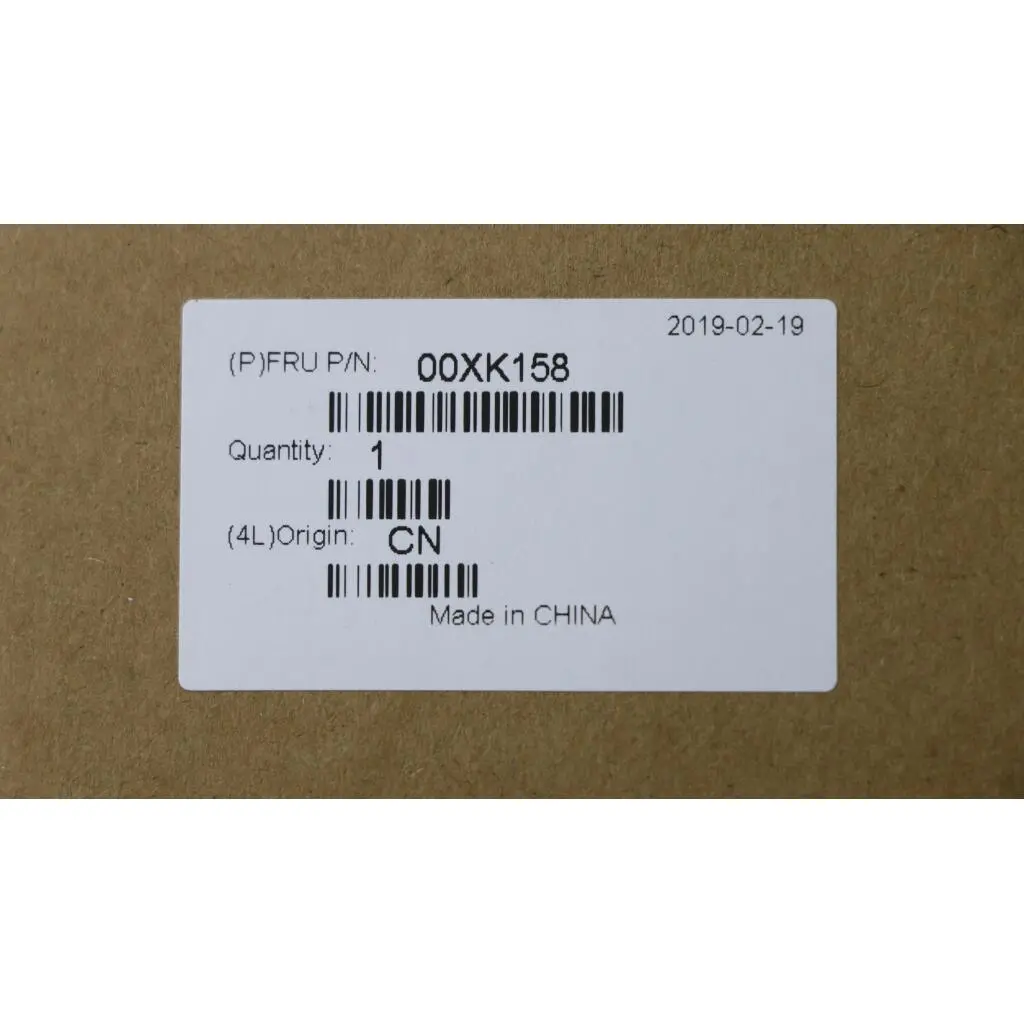 2019-02-19
(P)FRU P/N: 00XK158
Quantity: 1
(4L)Origin: CN
Made in CHINA